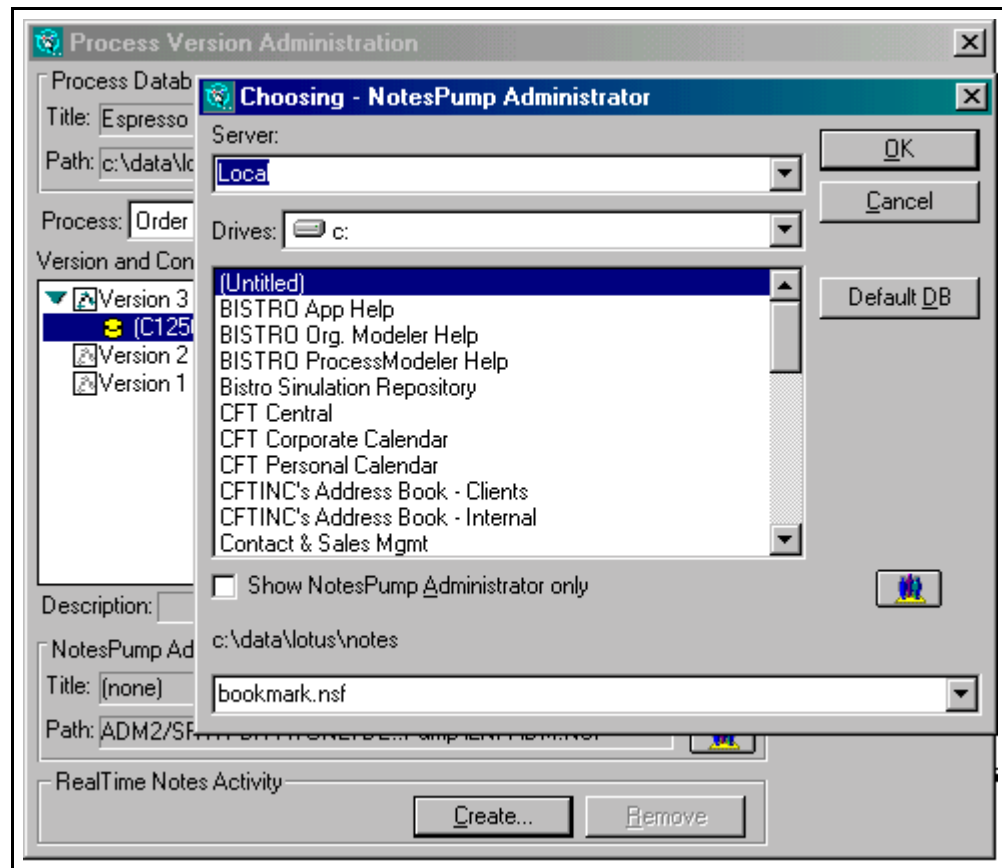 Process Version Administration
Process Datab
Title: Espresso
Path: c:\data\lo
Process: Order
Version and Con
Version 3
(C125
Version 2
Version 1
Description:
NotesPump Ad
Title: (none)
Path: ADM2/
RealTime Notes Activity
Create...
Remove
Choosing - NotesPump Administrator
Server:
Local
OK
Cancel
Drives: c:
Default DB
(Untitled)
BISTRO App Help
BISTRO Org. Modeler Help
BISTRO ProcessModeler Help
Bistro Sinulation Repository
CFT Central
CFT Corporate Calendar
CFT Personal Calendar
CFTINC's Address Book - Clients
CFTINC's Address Book - Internal
Contact & Sales Mgmt
Show NotesPump Administrator only
c:\data\lotus\notes
bookmark.nsf